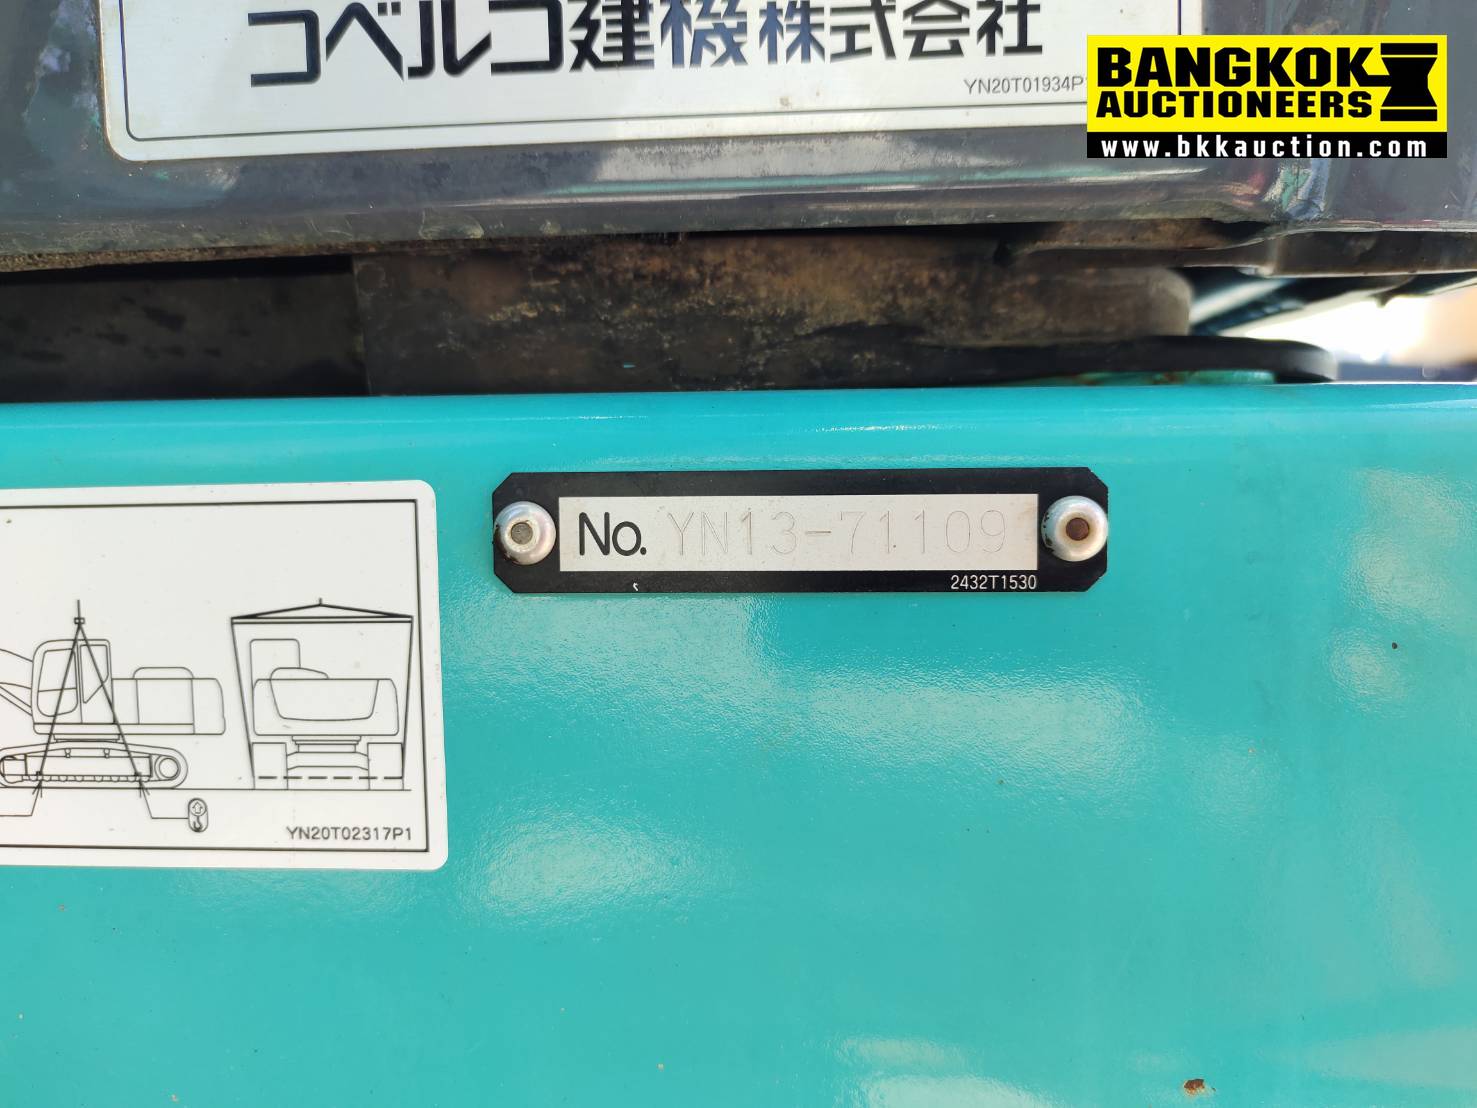 コベルコ建機株式会社
YN20T01934P
BANGKOK
AUCTIONEERS
www.bkkauction.com
No. YN13-71109
2432T1530
YN20T02317P1